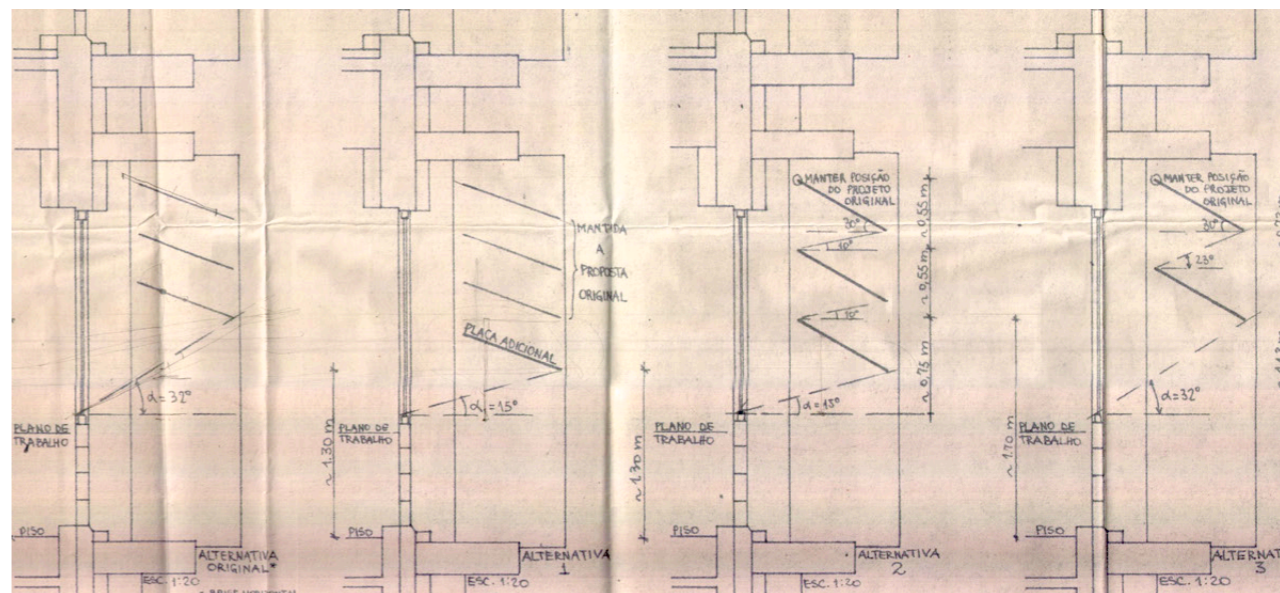 α=32°
PLANO DE
TRABALHO
PISO
ALTERNATIVA
ORIGINAL*
ESC. 1:20
MANTIDA
A
PROPOSTA
ORIGINAL
PLACA ADICIONAL
α=15°
~1.30 m
PLANO DE
TRABALHO
PISO
ALTERNATIVA
1
ESC. 1:20
MANTER POSIÇÃO
DO PROJETO
ORIGINAL
30°
10°
10°
~0,55 m
~0,55 m
~0,75 m
α=15°
~1.30 m
PLANO DE
TRABALHO
PISO
ALTERNATIVA
2
ESC. 1:20
MANTER POSIÇÃO
DO PROJETO
ORIGINAL
30°
23°
α=32°
~1.70 m
PLANO DE
TRABALHO
PISO
ALTERNAT
3
ESC. 1:20